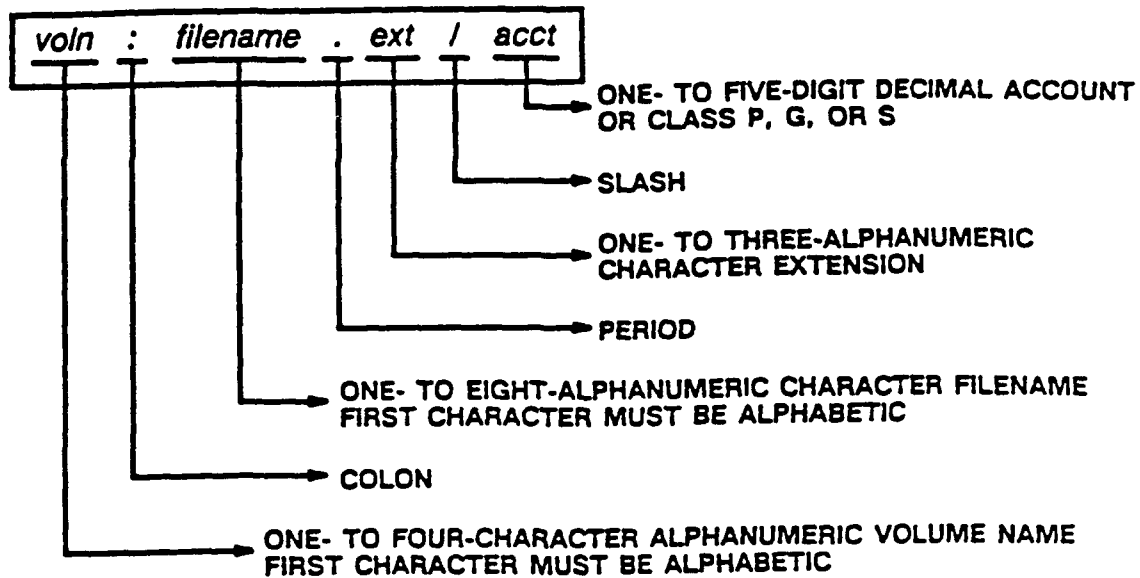 voln : filename . ext / acct
ONE- TO FIVE-DIGIT DECIMAL ACCOUNT
OR CLASS P, G, OR S
SLASH
ONE- TO THREE-ALPHANUMERIC
CHARACTER EXTENSION
PERIOD
ONE- TO EIGHT-ALPHANUMERIC CHARACTER FILENAME
FIRST CHARACTER MUST BE ALPHABETIC
COLON
ONE- TO FOUR-CHARACTER ALPHANUMERIC VOLUME NAME
FIRST CHARACTER MUST BE ALPHABETIC